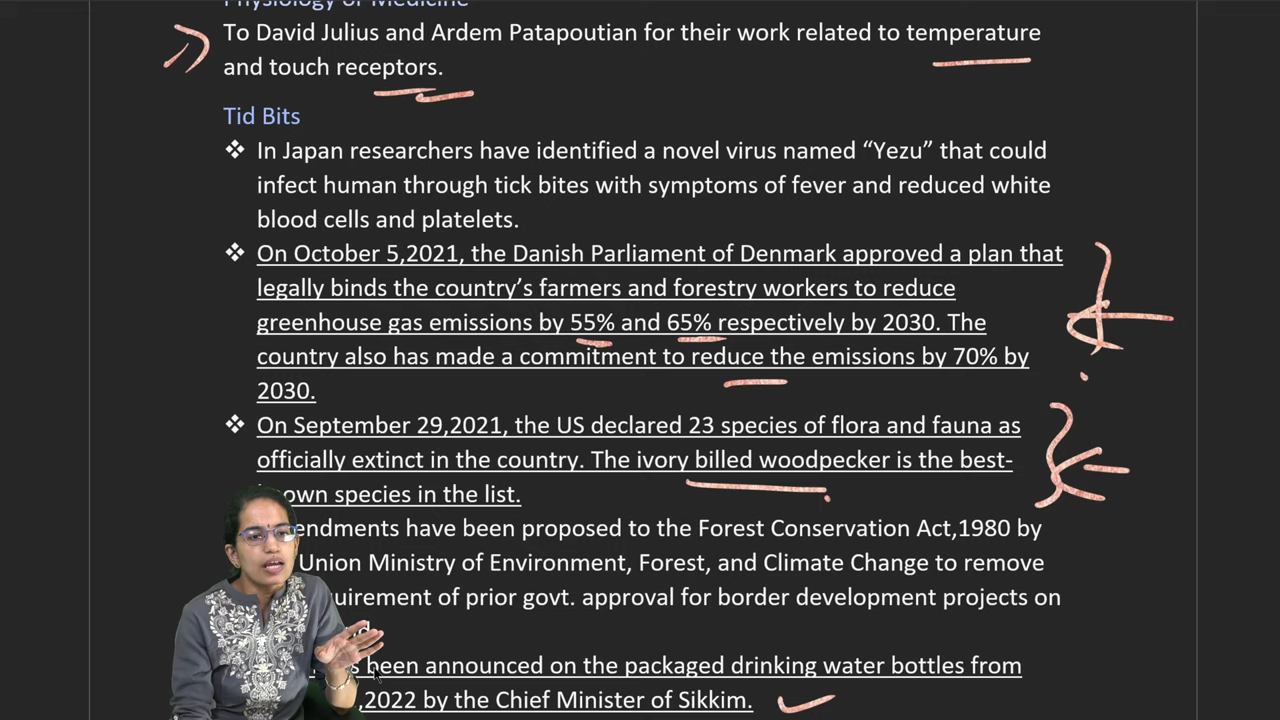 Physiology or Medicine
To David Julius and Ardem Patapoutian for their work related to temperature
and touch receptors.
Tid Bits
❖ In Japan researchers have identified a novel virus named “Yezu” that could
infect human through tick bites with symptoms of fever and reduced white
blood cells and platelets.
❖ On October 5,2021, the Danish Parliament of Denmark approved a plan that
legally binds the country’s farmers and forestry workers to reduce
greenhouse gas emissions by 55% and 65% respectively by 2030. The
country also has made a commitment to reduce the emissions by 70% by
2030.
❖ On September 29,2021, the US declared 23 species of flora and fauna as
officially extinct in the country. The ivory billed woodpecker is the best-
known species in the list.
have been proposed to the Forest Conservation Act,1980 by
Union Ministry of Environment, Forest, and Climate Change to remove
of prior govt. approval for border development projects on
been announced on the packaged drinking water bottles from
,2022 by the Chief Minister of Sikkim.